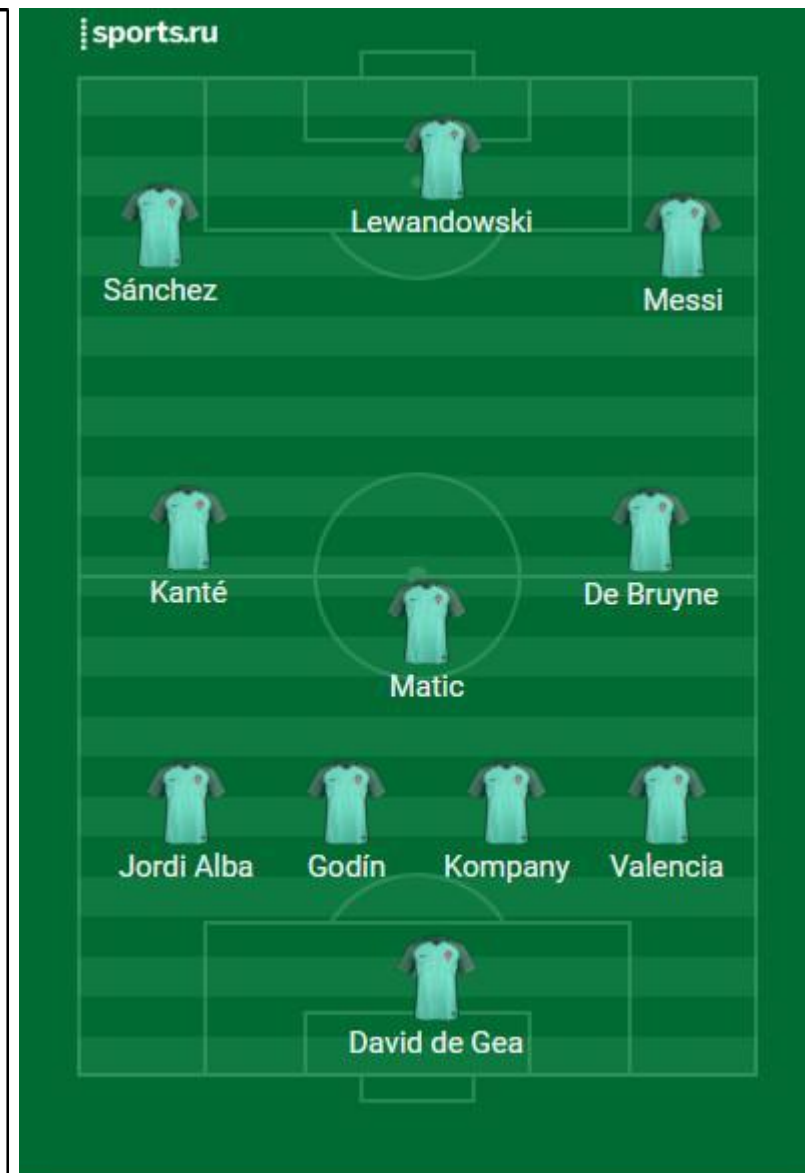 sports.ru
Lewandowski
Sánchez
Messi
Kanté
De Bruyne
Matic
Jordi Alba Godín Kompany Valencia
David de Gea